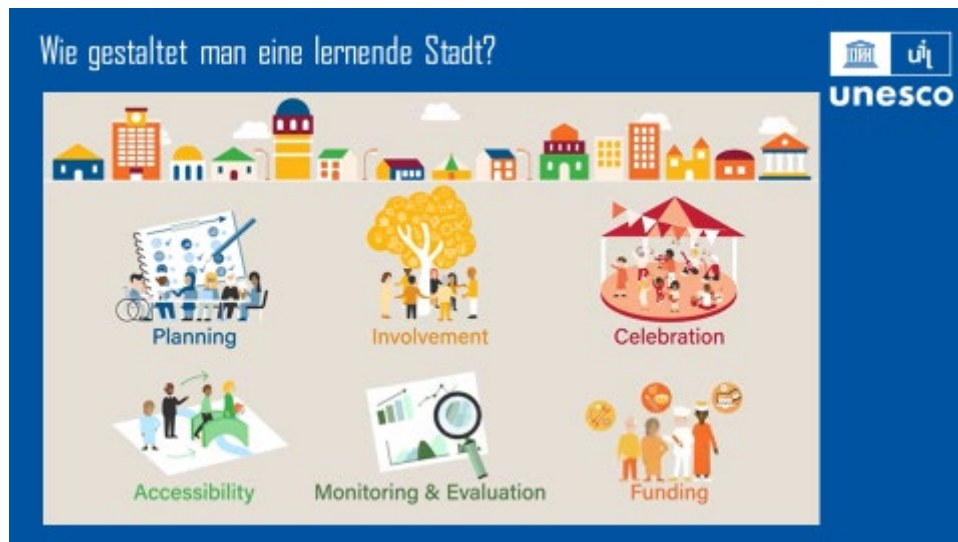 Wie gestaltet man eine lernende Stadt?
uil
unesco
Planning
Involvement
Celebration
Accessibility
Monitoring & Evaluation
Funding